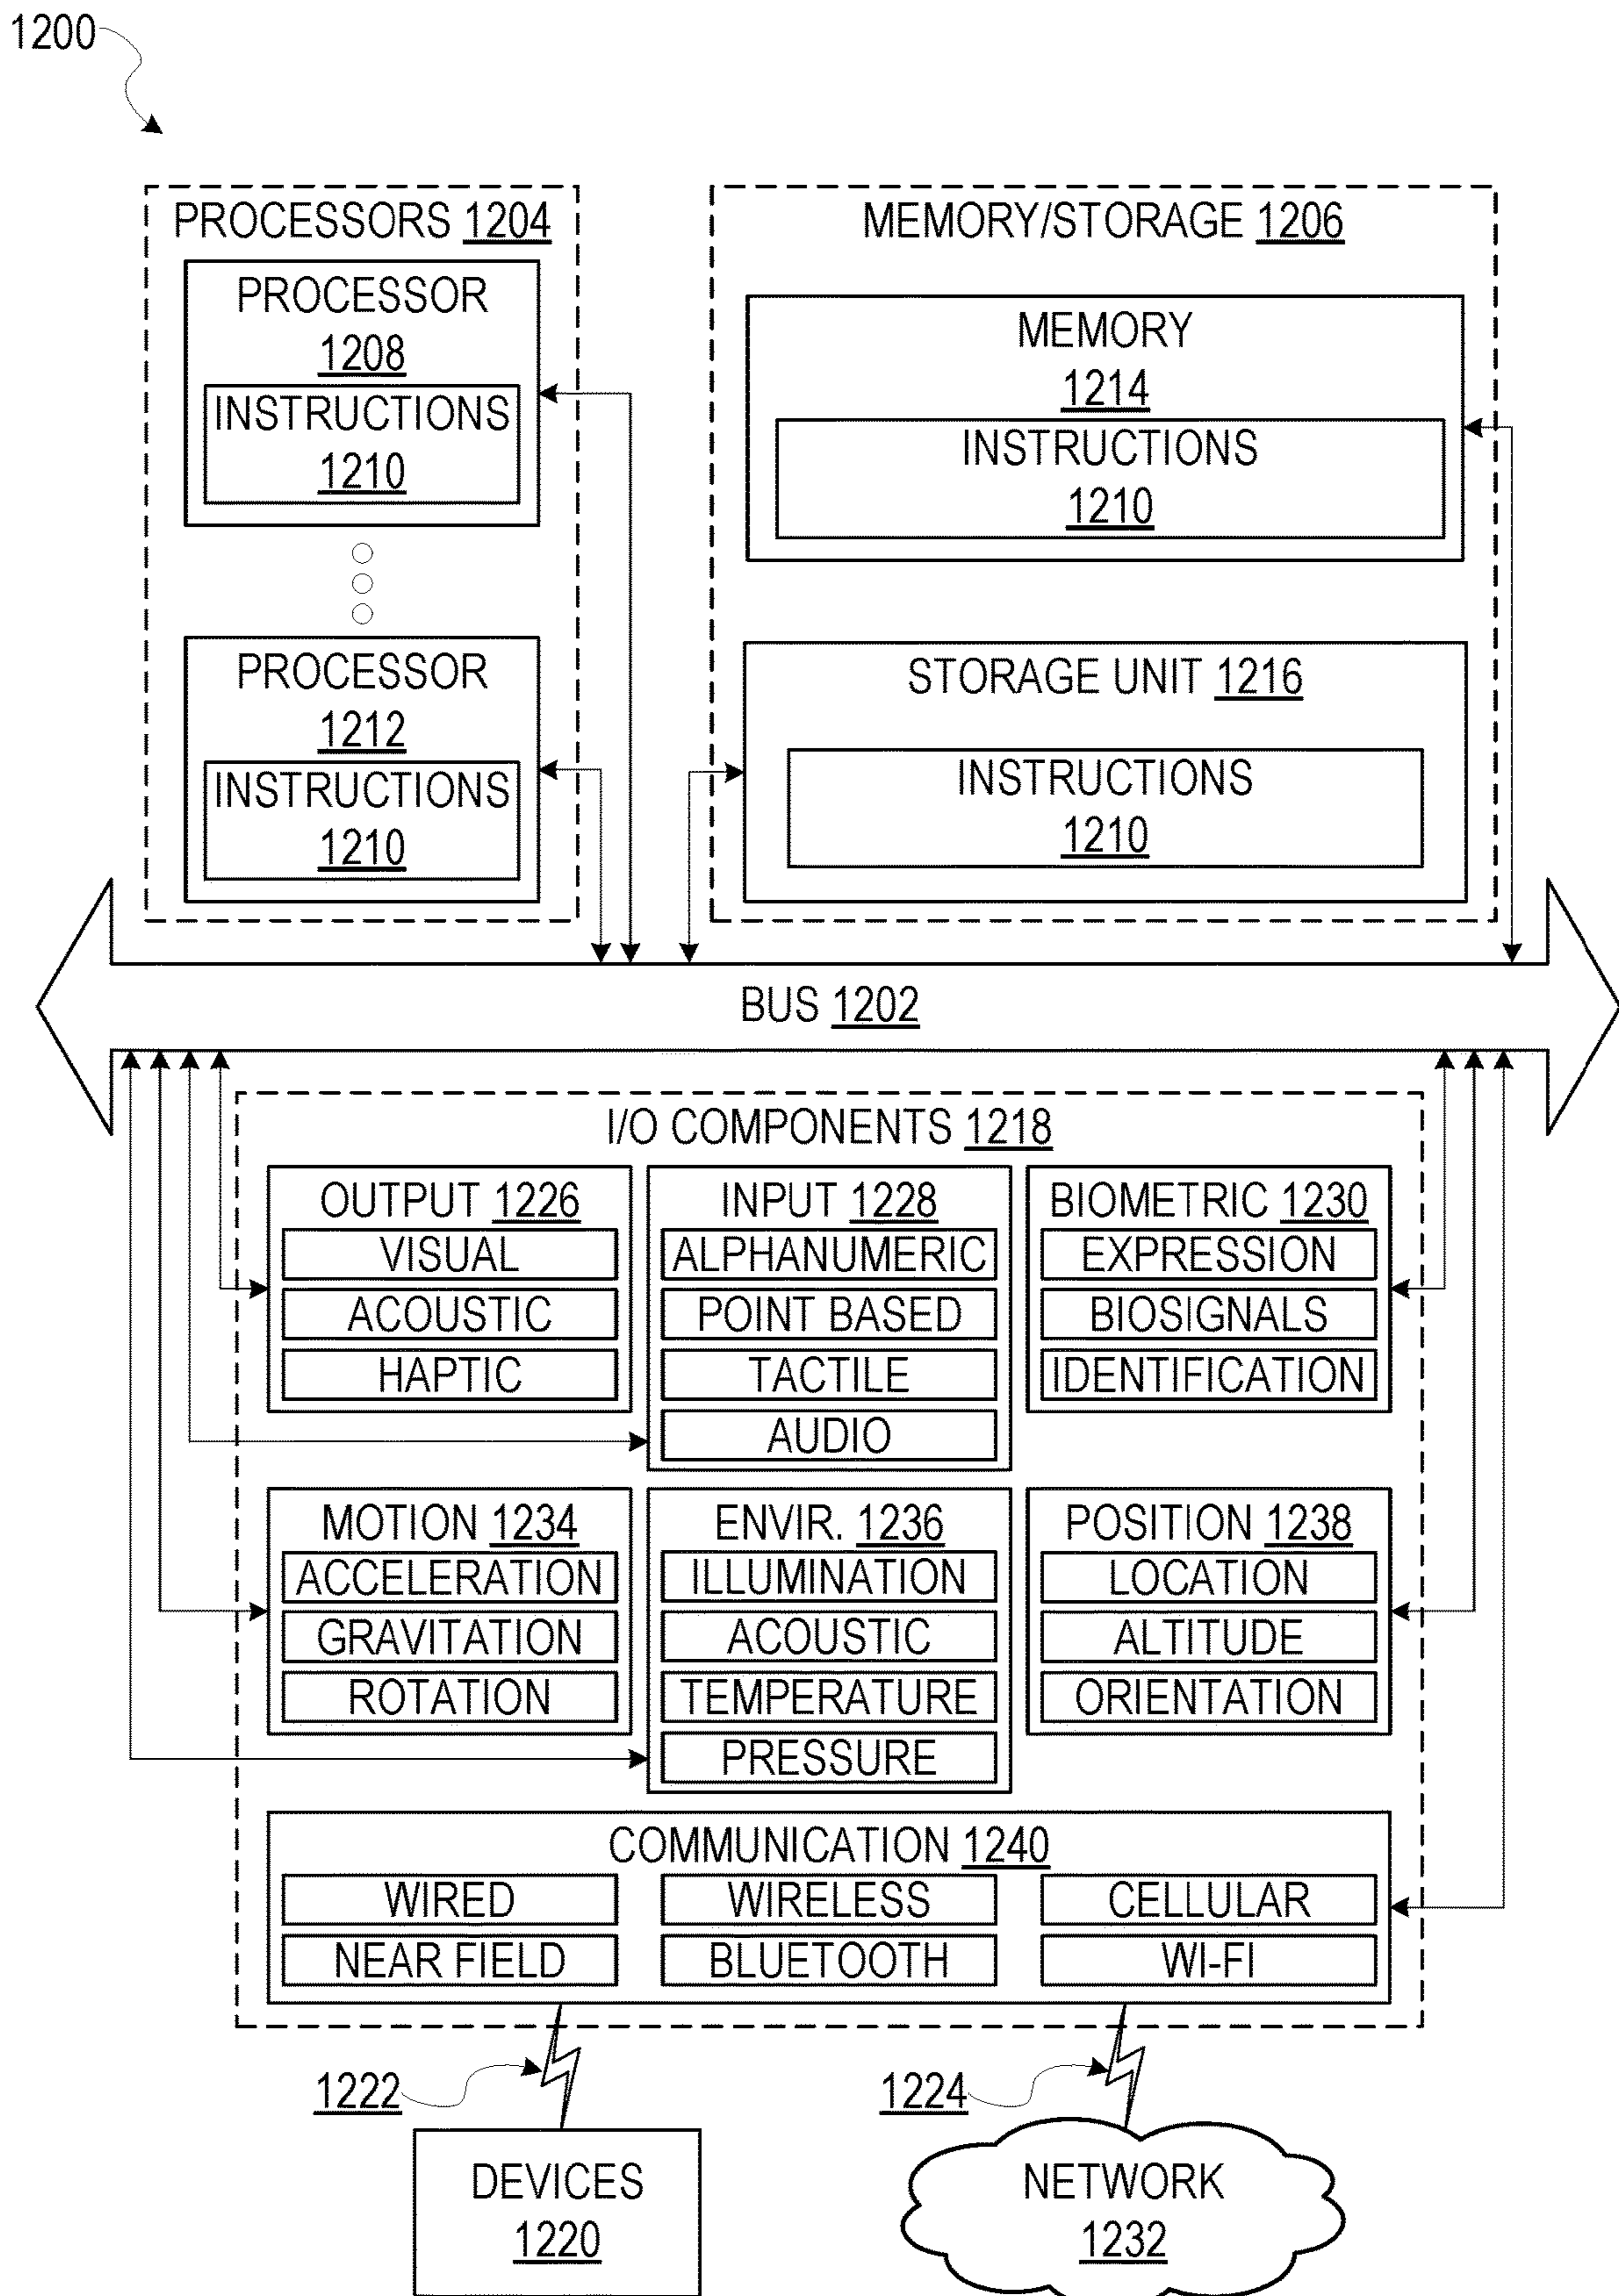 1200
PROCESSORS 1204
PROCESSOR
1208
INSTRUCTIONS
1210
PROCESSOR
1212
INSTRUCTIONS
1210
MEMORY/STORAGE 1206
MEMORY
1214
INSTRUCTIONS
1210
STORAGE UNIT 1216
INSTRUCTIONS
1210
BUS 1202
I/O COMPONENTS 1218
OUTPUT 1226
VISUAL
ACOUSTIC
HAPTIC
INPUT 1228
ALPHANUMERIC
POINT BASED
TACTILE
AUDIO
BIOMETRIC 1230
EXPRESSION
BIOSIGNALS
IDENTIFICATION
MOTION 1234
ACCELERATION
GRAVITATION
ROTATION
ENVIR. 1236
ILLUMINATION
ACOUSTIC
TEMPERATURE
PRESSURE
POSITION 1238
LOCATION
ALTITUDE
ORIENTATION
COMMUNICATION 1240
WIRED
WIRELESS
CELLULAR
NEAR FIELD
BLUETOOTH
WI-FI
1222
1224
DEVICES
1220
NETWORK
1232